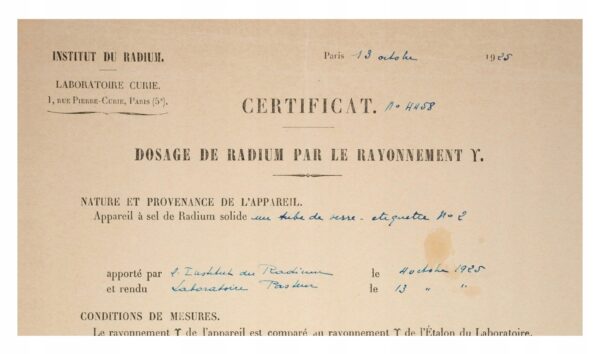 INSTITUT DU RADIUM.
Paris 13 octobre 1925
LABORATOIRE CURIE.
1, RUE PIERRE-CURIE, PARIS (5e).
CERTIFICAT. No 4458
DOSAGE DE RADIUM PAR LE RAYONNEMENT ϒ.
NATURE ET PROVENANCE DE L'APPAREIL.
Appareil à sel de Radium solide un tube de verre - etiquette No 2
apporté par l'Institut du Radium le 4 octobre 1925
et rendu Laboratoire Pasteur le 13 " "
CONDITIONS DE MESURES.
Le rayonnement ϒ de l'appareil est comparé au rayonnement ϒ de l'Étalon du Laboratoire.